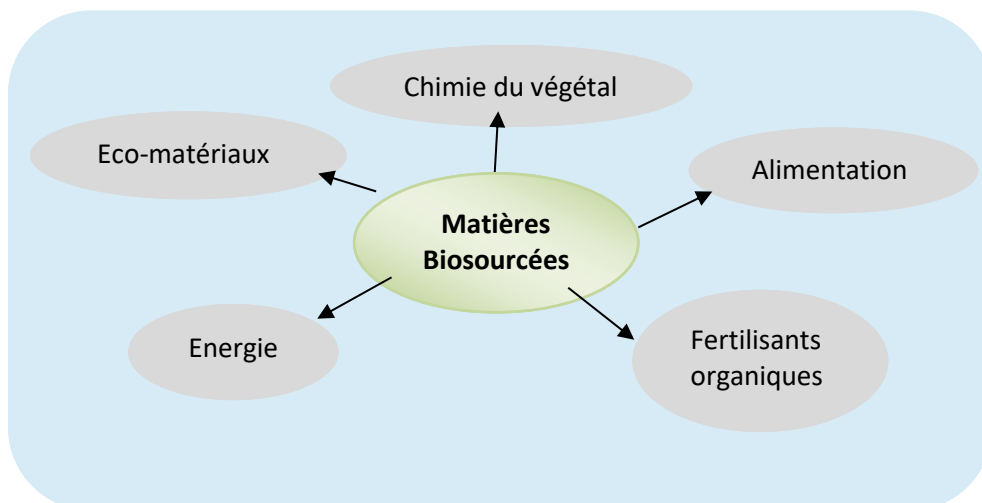 Chimie du végétal
Eco-matériaux
Alimentation
Matières
Biosourcées
Energie
Fertilisants
organiques